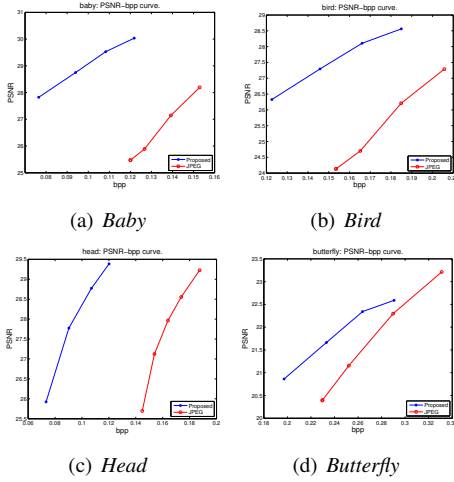 baby: PSNR−bpp curve.
31
30
29
28
27
26
25
PSNR
0.07 0.08 0.09 0.1 0.11 0.12 0.13 0.14 0.15 0.16
bpp
Proposed
JPEG
(a) Baby
bird: PSNR−bpp curve.
29
28.5
28
27.5
27
26.5
26
25.5
25
24.5
24
PSNR
0.12 0.13 0.14 0.15 0.16 0.17 0.18 0.19 0.2 0.2
bpp
Proposed
JPEG
(b) Bird
head: PSNR−bpp curve.
29.5
29
28.5
28
27.5
27
26.5
26
25.5
PSNR
0.06 0.08 0.1 0.12 0.14 0.16 0.18 0.2
bpp
Proposed
JPEG
(c) Head
butterfly: PSNR−bpp curve.
23.5
23
22.5
22
21.5
21
20.5
20
PSNR
0.18 0.2 0.22 0.24 0.26 0.28 0.3 0.32 0.34
bpp
Proposed
JPEG
(d) Butterfly